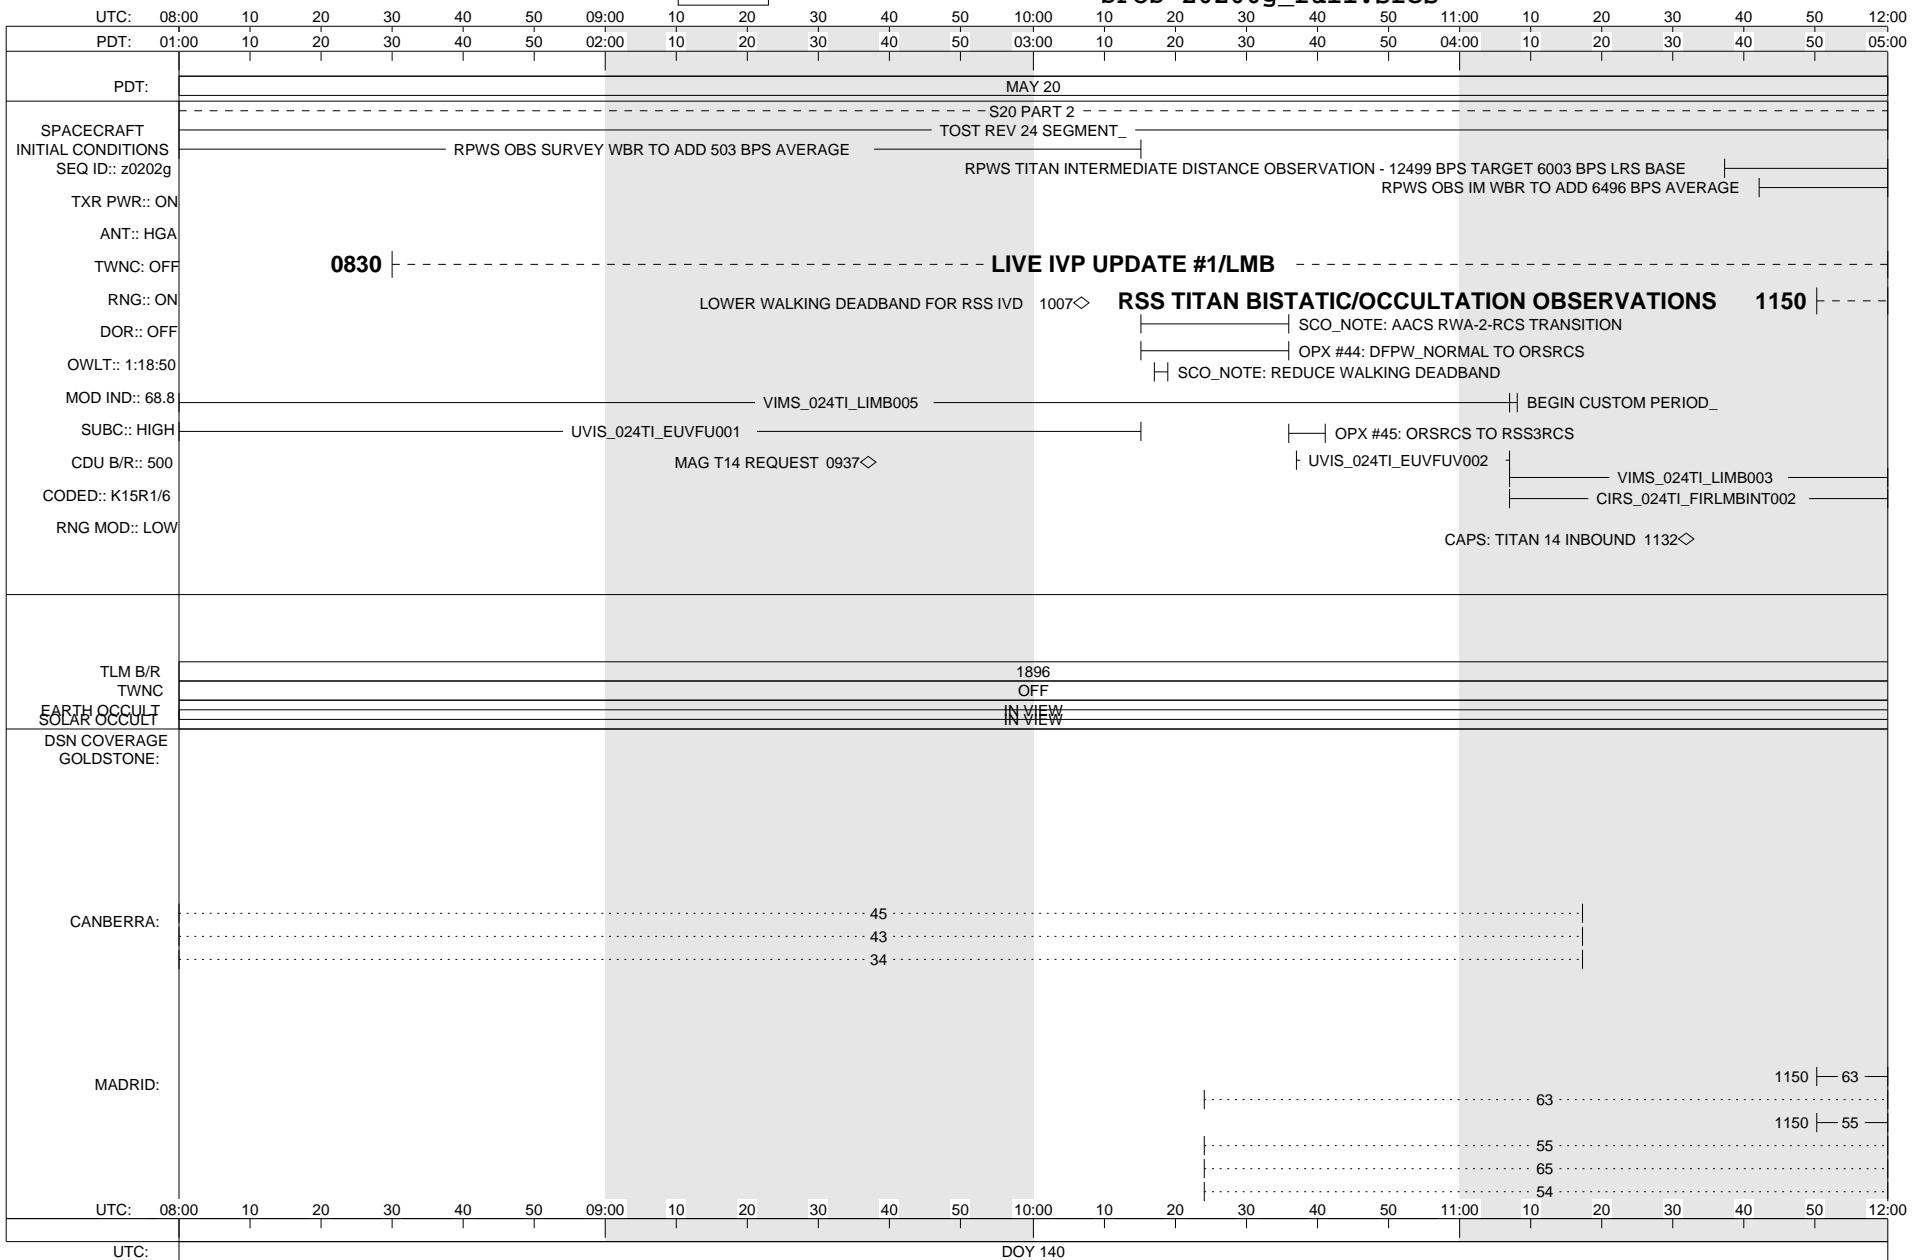 UTC: 08:00 10 20 30 40 50 09:00 10 20 30 40 50 10:00 10 20 30 40 50 11:00 10 20 30 40 50 12:00
PDT: 01:00 10 20 30 40 50 02:00 10 20 30 40 50 03:00 10 20 30 40 50 04:00 10 20 30 40 50 05:00
PDT: MAY 20
S20 PART 2
SPACECRAFT TOST REV 24 SEGMENT_
INITIAL CONDITIONS RPWS OBS SURVEY WBR TO ADD 503 BPS AVERAGE
SEQ ID:: z0202g RPWS TITAN INTERMEDIATE DISTANCE OBSERVATION - 12499 BPS TARGET 6003 BPS LRS BASE
RPWS OBS IM WBR TO ADD 6496 BPS AVERAGE
TXR PWR:: ON
ANT:: HGA
TWNC: OFF 0830 LIVE IVP UPDATE #1/LMB
RNG:: ON LOWER WALKING DEADBAND FOR RSS IVD 1007 RSS TITAN BISTATIC/OCCULTATION OBSERVATIONS 1150
DOR:: OFF SCO_NOTE: AACS RWA-2-RCS TRANSITION
OPX #44: DFPW_NORMAL TO ORSRCS
OWLT:: 1:18:50 SCO_NOTE: REDUCE WALKING DEADBAND
MOD IND:: 68.8 VIMS_024TI_LIMB005 BEGIN CUSTOM PERIOD_
SUBC:: HIGH UVIS_024TI_EUVFU001 OPX #45: ORSRCS TO RSS3RCS
CDU B/R:: 500 MAG T14 REQUEST 0937 UVIS_024TI_EUVFUV002
VIMS_024TI_LIMB003
CODED:: K15R1/6 CIRS_024TI_FIRLMBINT002
RNG MOD:: LOW
CAPS: TITAN 14 INBOUND 1132
TLM B/R 1896
TWNC OFF
EARTH OCCULT IN VIEW
SOLAR OCCULT IN VIEW
DSN COVERAGE
GOLDSTONE:
CANBERRA: 45
43
34
MADRID: 1150 63
63
1150 55
55
65
54
UTC: 08:00 10 20 30 40 50 09:00 10 20 30 40 50 10:00 10 20 30 40 50 11:00 10 20 30 40 50 12:00
UTC: DOY 140